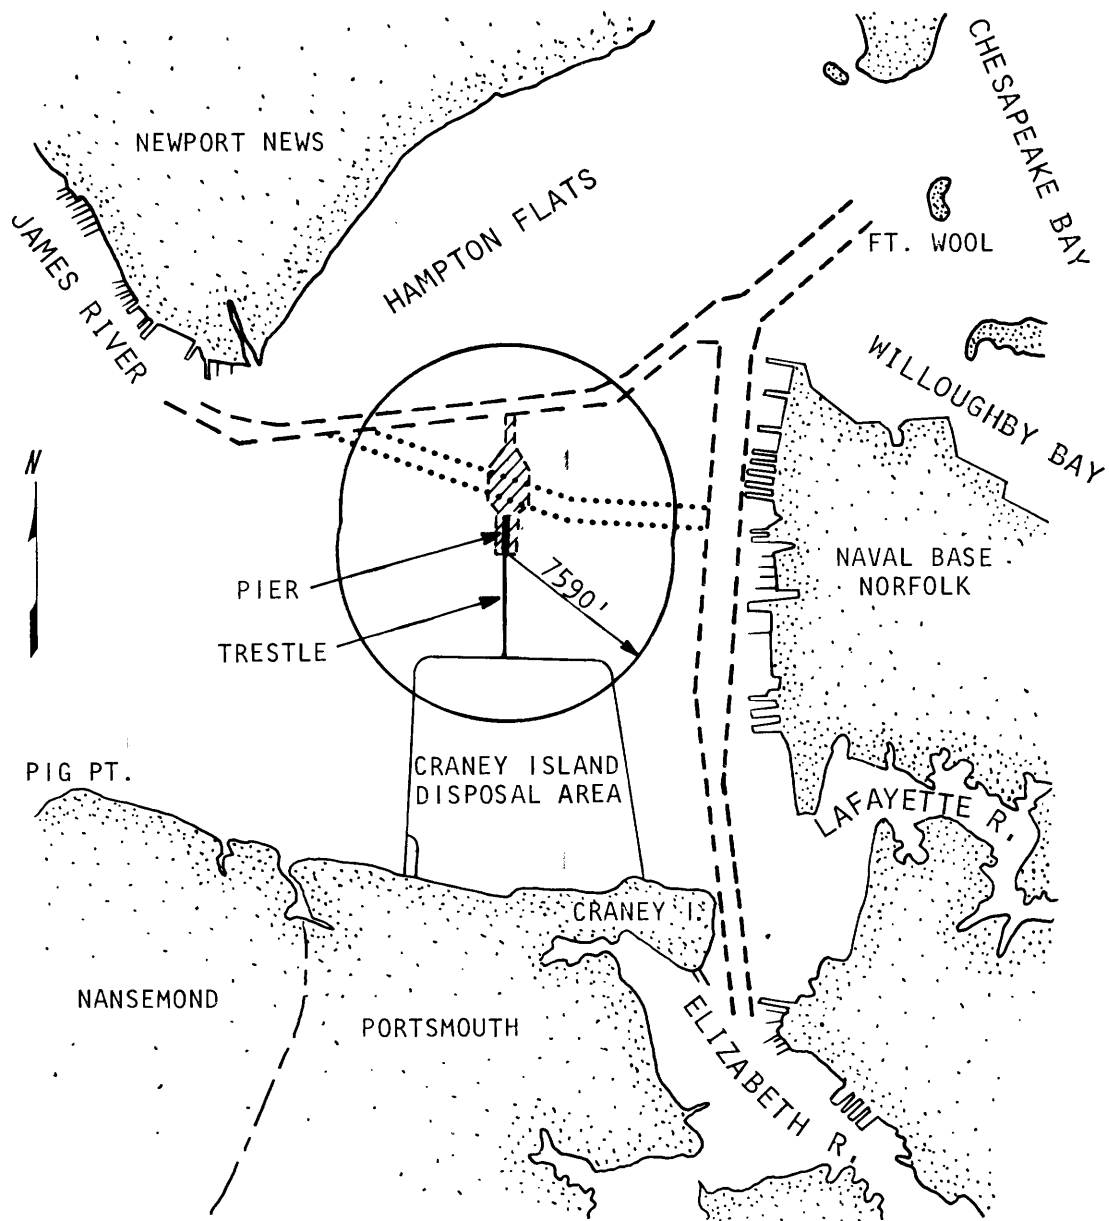 CHESAPEAKE BAY
NEWPORT NEWS
HAMPTON FLATS
JAMES RIVER
FT. WOOL
WILLOUGHBY BAY
N
NAVAL BASE
NORFOLK
7590'
PIER
TRESTLE
PIG PT.
CRANEY ISLAND
DISPOSAL AREA
LAFAYETTE R.
CRANEY I.
NANSEMOND
PORTSMOUTH
ELIZABETH R.